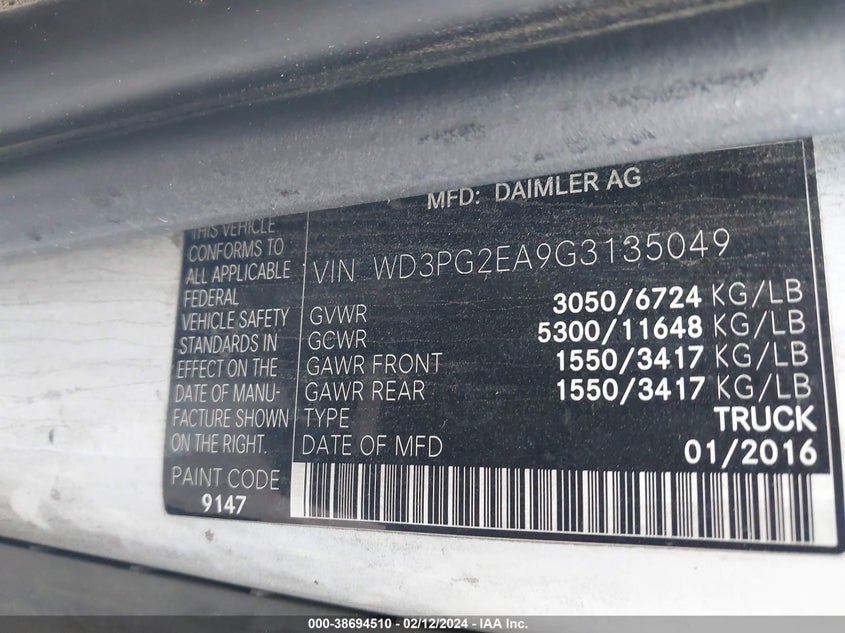 MFD: DAIMLER AG
THIS VEHICLE
CONFORMS TO
ALL APPLICABLE
FEDERAL
VEHICLE SAFETY
STANDARDS IN
EFFECT ON THE
DATE OF MANU-
FACTURE SHOWN
ON THE RIGHT.
PAINT CODE
9147
VIN WD3PG2EA9G3135049
GVWR 3050/6724 KG/LB
GCWR 5300/11648 KG/LB
GAWR FRONT 1550/3417 KG/LB
GAWR REAR 1550/3417 KG/LB
TYPE TRUCK
DATE OF MFD 01/2016
000-38694510 - 02/12/2024 - IAA Inc.